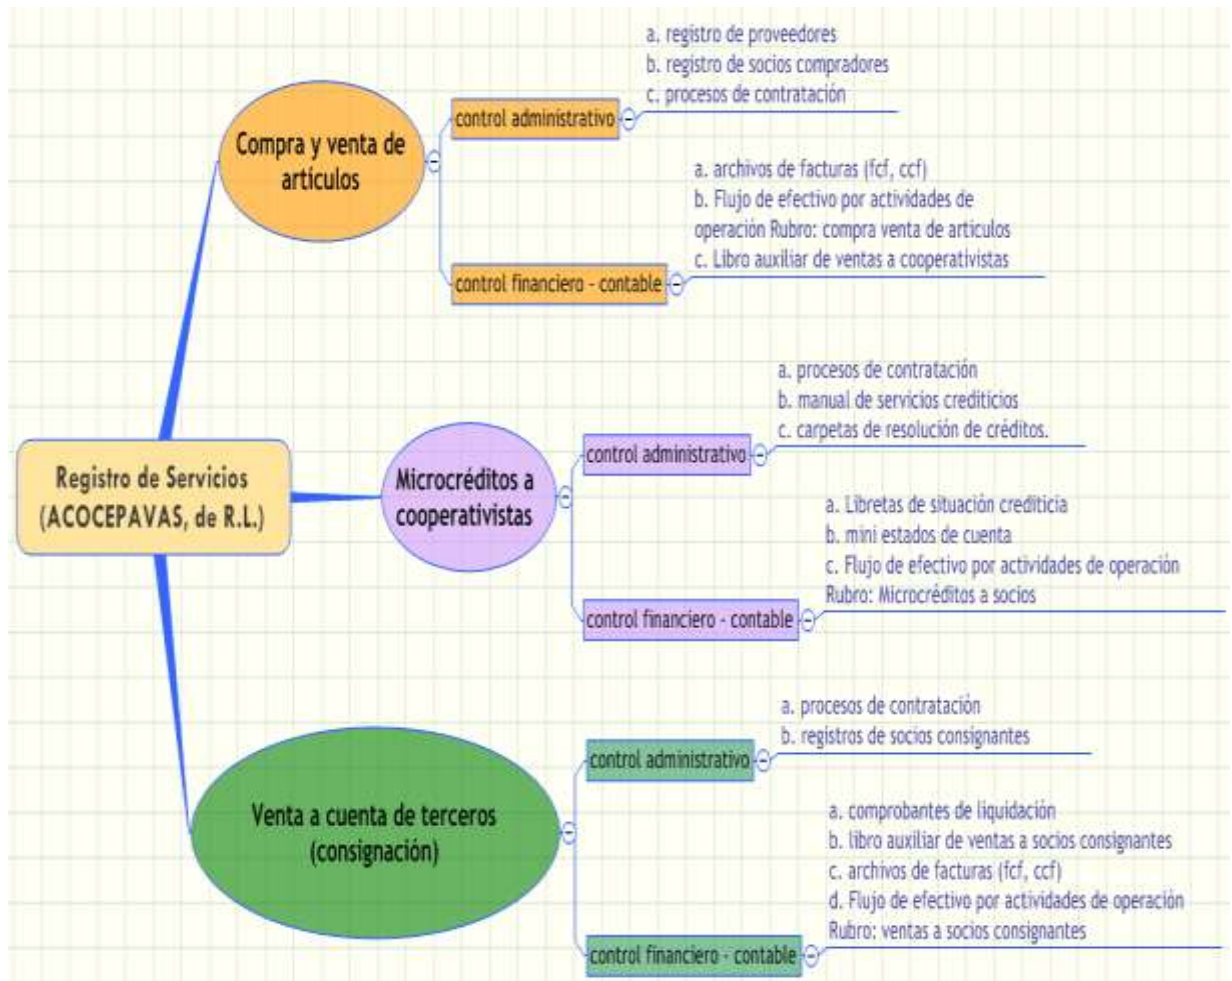 a. registro de proveedores
b. registro de socios compradores
c. procesos de contratación
control administrativo
Compra y venta de
artículos
a. archivos de facturas (fcf, ccf)
b. Flujo de efectivo por actividades de
operación Rubro: compra venta de artículos
c. Libro auxiliar de ventas a cooperativistas
control financiero - contable
a. procesos de contratación
b. manual de servicios crediticios
c. carpetas de resolución de créditos.
control administrativo
Registro de Servicios
(ACOCEPAVAS, de R.L.)
Microcréditos a
cooperativistas
a. Libretas de situación crediticia
b. mini estados de cuenta
c. Flujo de efectivo por actividades de operación
Rubro: Microcréditos a socios
control financiero - contable
a. procesos de contratación
b. registros de socios consignantes
control administrativo
Venta a cuenta de terceros
(consignación)
a. comprobantes de liquidación
b. libro auxiliar de ventas a socios consignantes
c. archivos de facturas (fcf, ccf)
d. Flujo de efectivo por actividades de operación
Rubro: ventas a socios consignantes
control financiero - contable